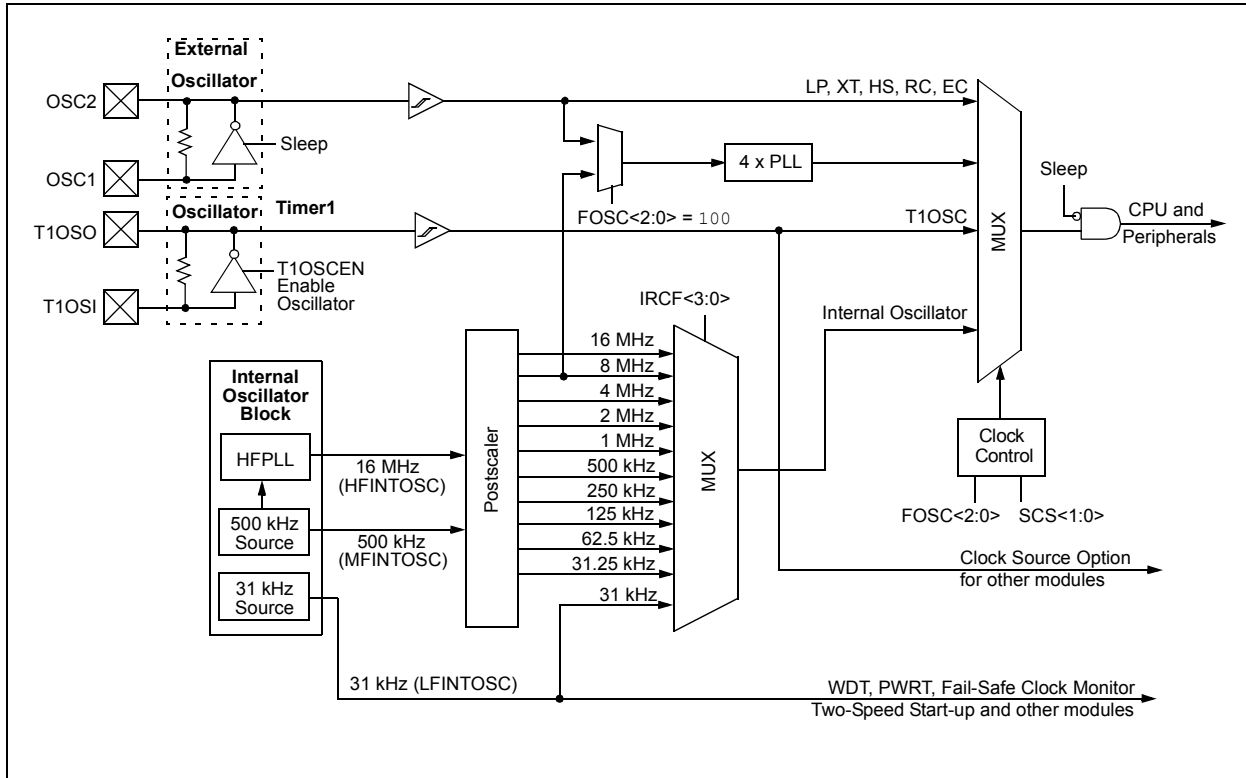 External
Oscillator
OSC2
Sleep
OSC1
LP, XT, HS, RC, EC
4 x PLL
FOSC<2:0> = 100
Oscillator Timer1
T1OSO
T1OSCEN
Enable
Oscillator
T1OSI
T1OSC
MUX
Sleep
CPU and
Peripherals
Internal Oscillator
IRCF<3:0>
Internal
Oscillator
Block
HFPLL
500 kHz
Source
31 kHz
Source
16 MHz
(HFINTOSC)
500 kHz
(MFINTOSC)
Postscaler
16 MHz
8 MHz
4 MHz
2 MHz
1 MHz
500 kHz
250 kHz
125 kHz
62.5 kHz
31.25 kHz
31 kHz
MUX
Clock
Control
FOSC<2:0> SCS<1:0>
Clock Source Option
for other modules
31 kHz (LFINTOSC)
WDT, PWRT, Fail-Safe Clock Monitor
Two-Speed Start-up and other modules